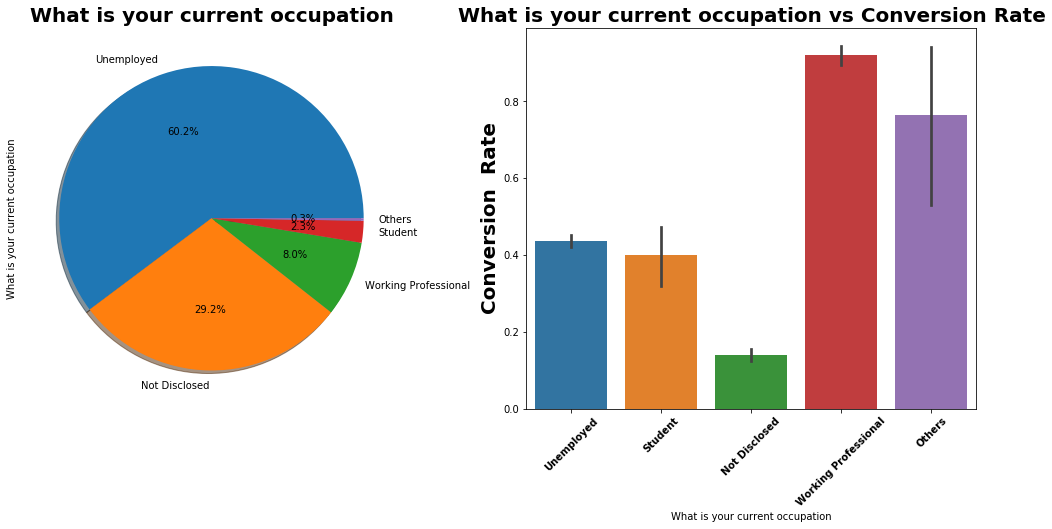 What is your current occupation
Unemployed
60.2%
0.3%
2.3%
8.0%
29.2%
Others
Student
Working Professional
Not Disclosed
What is your current occupation
What is your current occupation vs Conversion Rate
Conversion  Rate
0.8
0.6
0.4
0.2
0.0
Unemployed
Student
Not Disclosed
Working Professional
Others
What is your current occupation